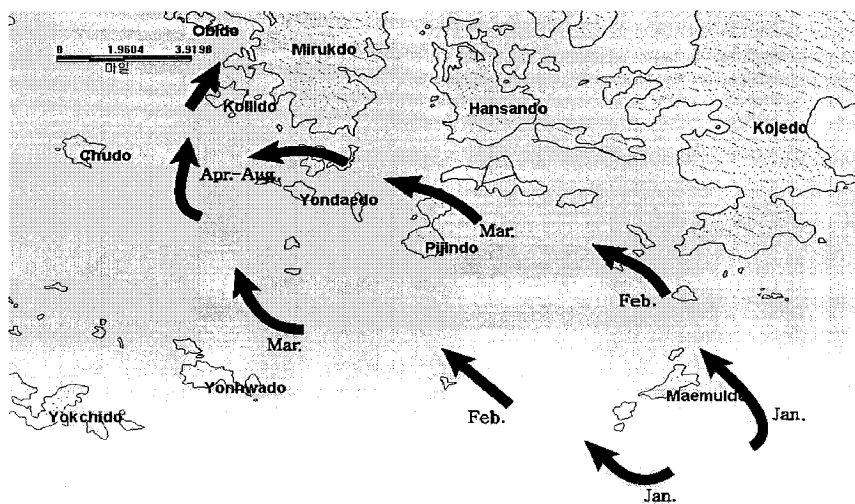 Obido
Mirukdo
0 1.9604 3.9198
마일
Kollido
Hansando
Kojedo
Chudo
Apr.-Aug.
Yondaedo
Mar.
Pijindo
Feb.
Mar.
Yonhwado
Maemuldo
Yokchido
Feb.
Jan.
Jan.